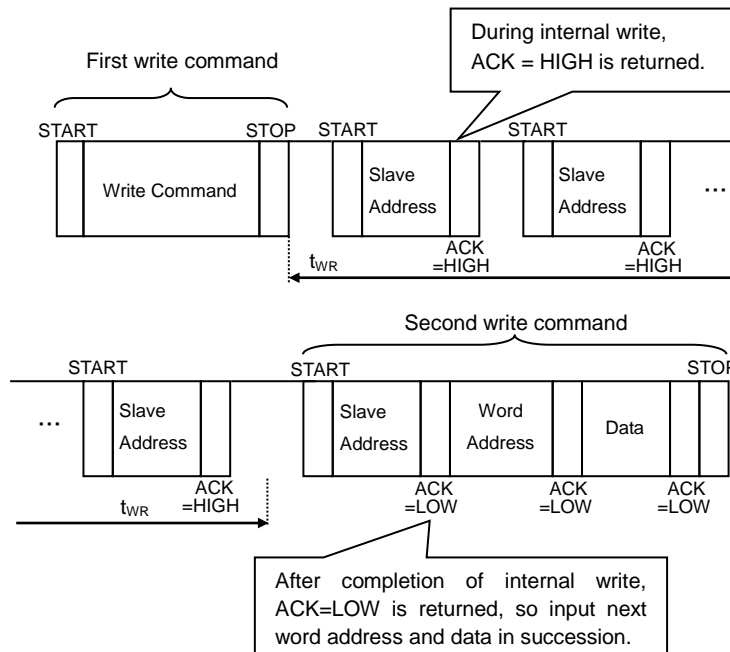 During internal write,
ACK = HIGH is returned.
First write command
START STOP START START
Write Command
Slave
Address
Slave
Address
...
ACK
=HIGH
ACK
=HIGH
tWR
Second write command
START START STOP
...
Slave
Address
Slave
Address
Word
Address
Data
ACK
=HIGH
ACK
=LOW
ACK
=LOW
ACK
=LOW
tWR
After completion of internal write,
ACK=LOW is returned, so input next
word address and data in succession.